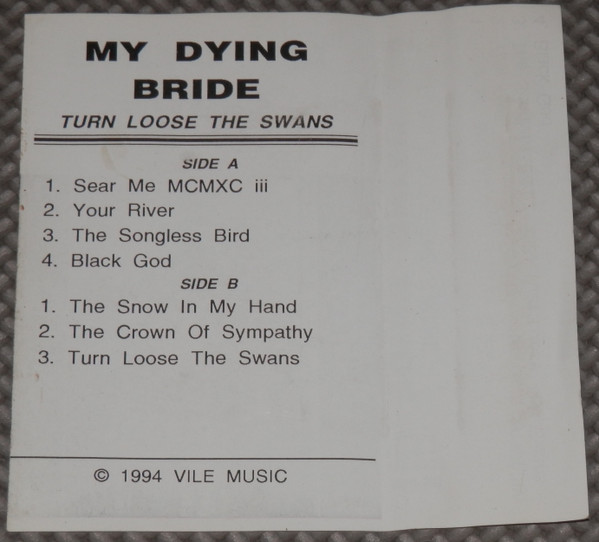 MY DYING
BRIDE
TURN LOOSE THE SWANS
SIDE A
1. Sear Me MCMXC iii
2. Your River
3. The Songless Bird
4. Black God
SIDE B
1. The Snow In My Hand
2. The Crown Of Sympathy
3. Turn Loose The Swans
© 1994 VILE MUSIC